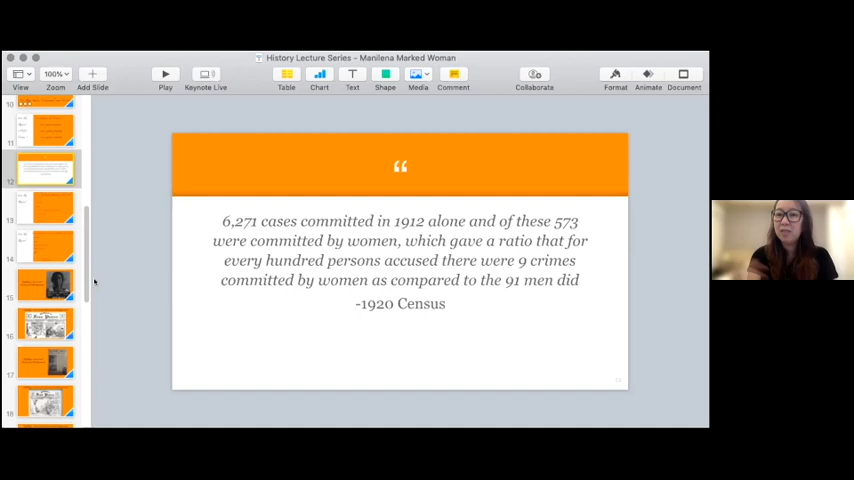 History Lecture Series – Manilena Marked Woman
100%
View
Zoom
Add Slide
Play
Keynote Live
Table
Chart
Text
Shape
Media
Comment
Collaborate
Format
Animate
Document
10
11
12
13
14
15
16
17
18
“
6,271 cases committed in 1912 alone and of these 573
were committed by women, which gave a ratio that for
every hundred persons accused there were 9 crimes
committed by women as compared to the 91 men did
-1920 Census